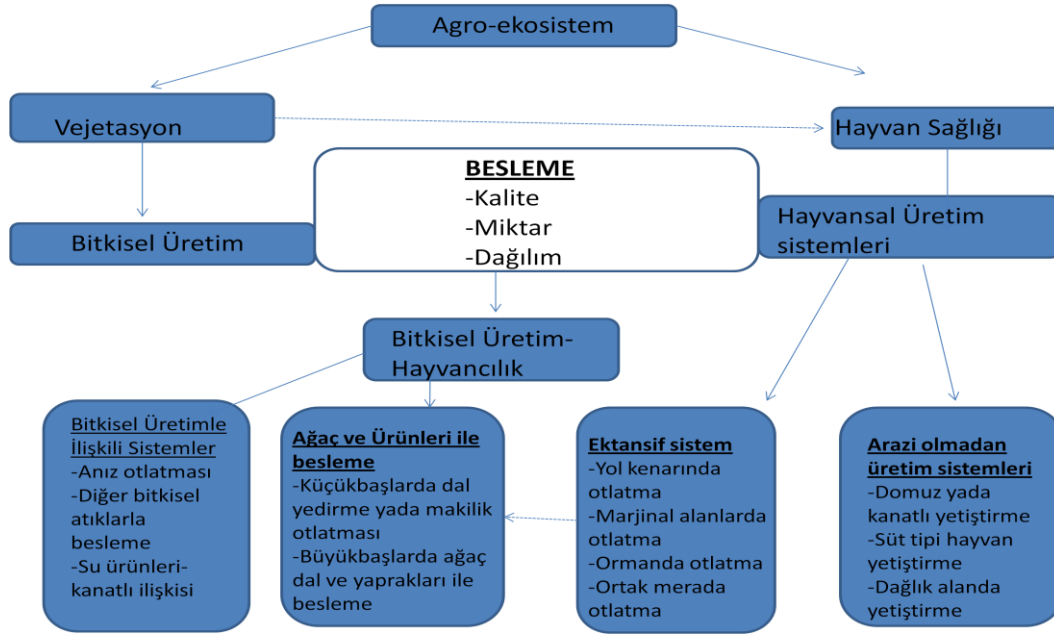 Agro-ekosistem
Vejetasyon
Hayvan Sağlığı
BESLEME
-Kalite
-Miktar
-Dağılım
Bitkisel Üretim
Hayvansal Üretim
sistemleri
Bitkisel Üretim-
Hayvancılık
Bitkisel Üretimle
İlişkili Sistemler
-Anız otlatması
-Diğer bitkisel
atıklarla
besleme
-Su ürünleri-
kanatlı ilişkisi
Ağaç ve Ürünleri ile
besleme
-Küçükbaşlarda dal
yedirme yada makilik
otlatması
-Büyükbaşlarda ağaç
dal ve yaprakları ile
besleme
Ektansif sistem
-Yol kenarında
otlatma
-Marjinal alanlarda
otlatma
-Ormanda otlatma
-Ortak merada
otlatma
Arazi olmadan
üretim sistemleri
-Domuz yada
kanatlı yetiştirme
-Süt tipi hayvan
yetiştirme
-Dağlık alanda
yetiştirme